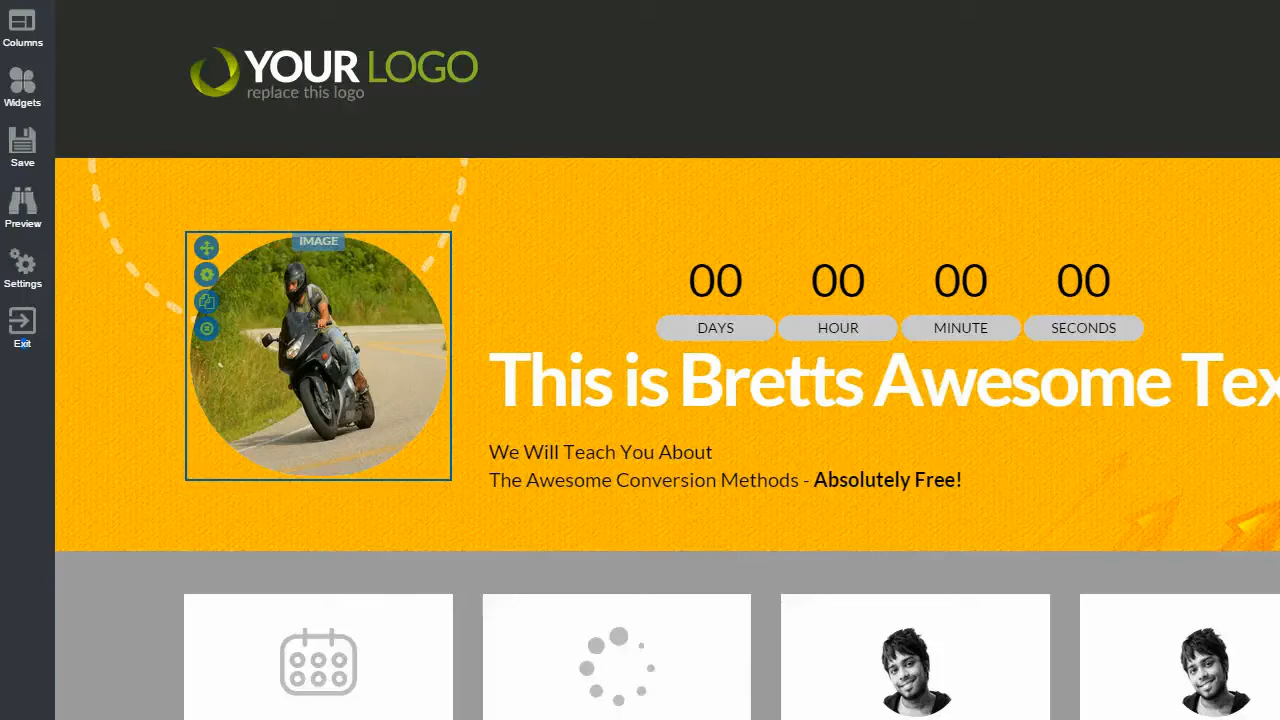 Columns
Widgets
Save
Preview
Settings
Exit
YOUR LOGO
replace this logo
IMAGE
00 00 00 00
DAYS HOUR MINUTE SECONDS
This is Bretts Awesome Tex
We Will Teach You About
The Awesome Conversion Methods - Absolutely Free!